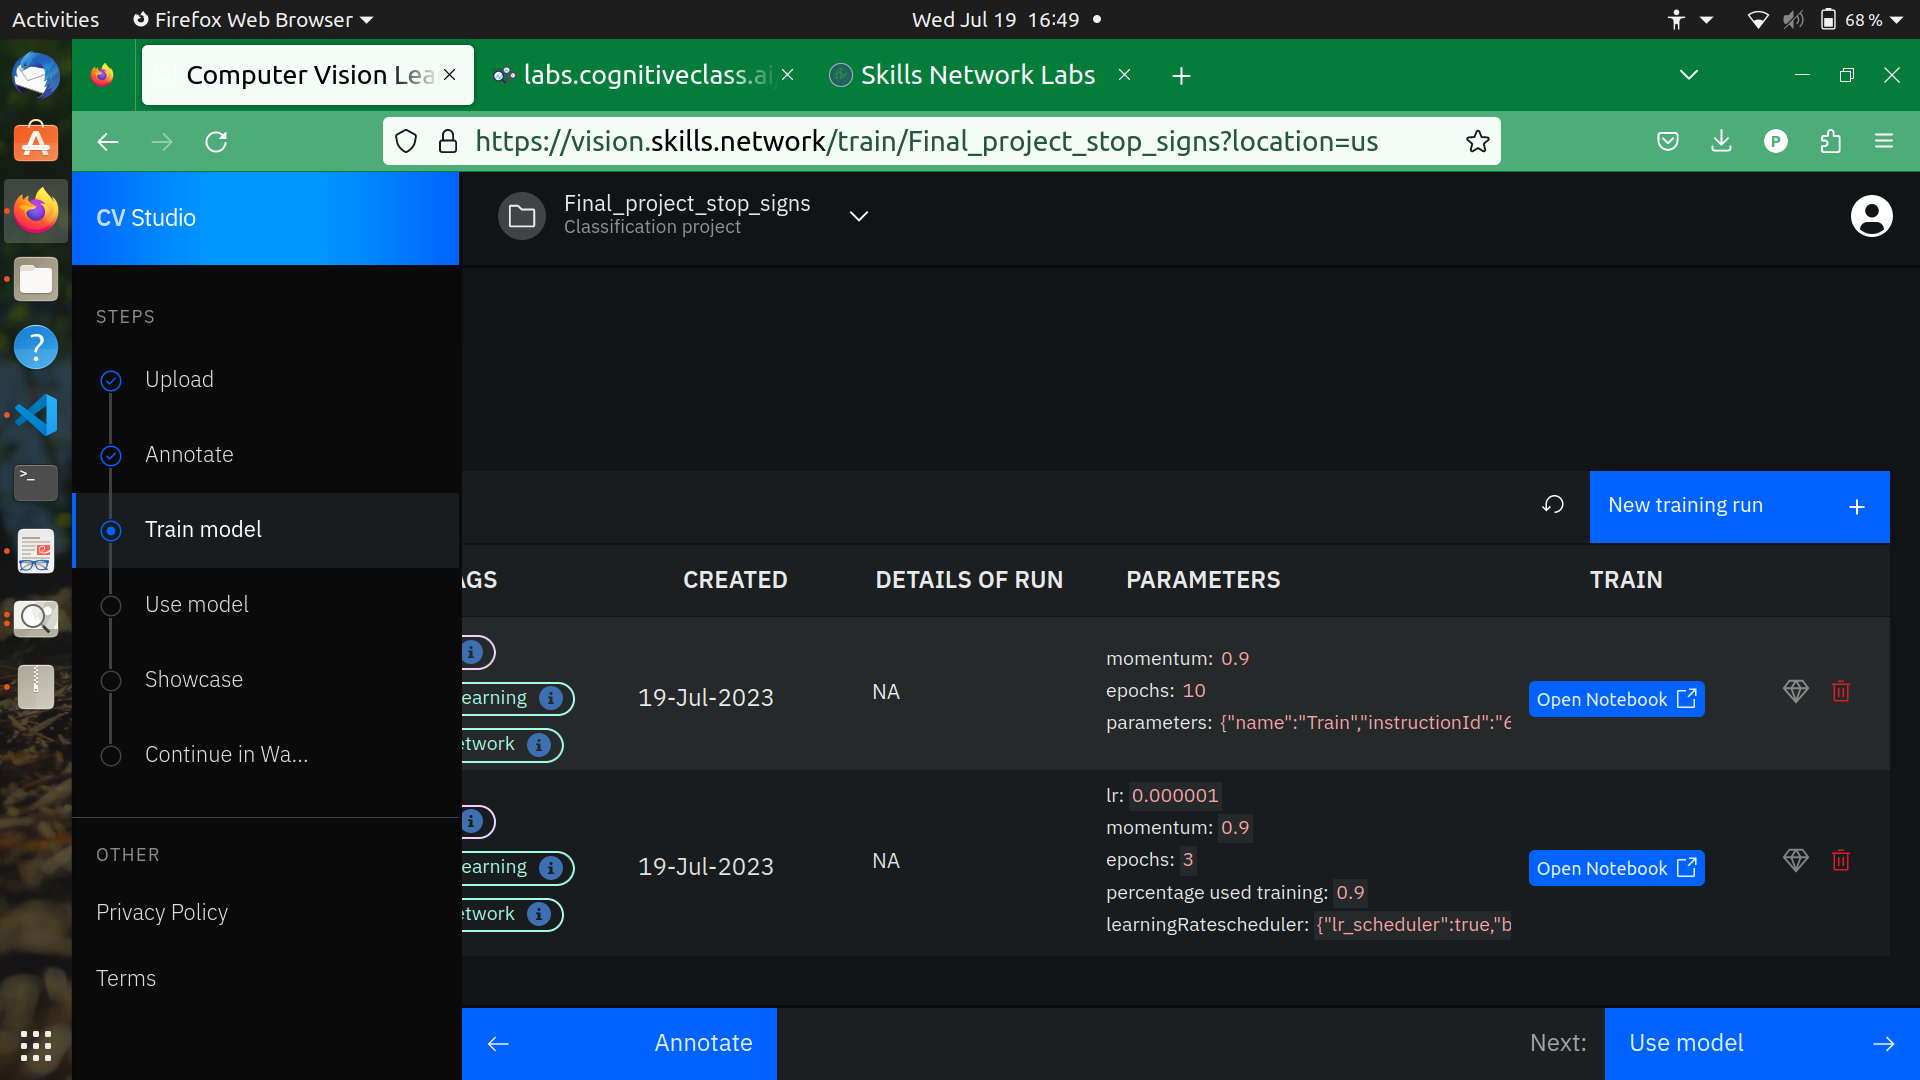 Activities
Firefox Web Browser
Wed Jul 19 16:49
68 %
Computer Vision Lea
labs.cognitiveclass.ai/
Skills Network Labs
https://vision.skills.network/train/Final_project_stop_signs?location=us
P
CV Studio
Final_project_stop_signs
Classification project
STEPS
Upload
Annotate
Train model
Use model
Showcase
Continue in Wa...
OTHER
Privacy Policy
Terms
New training run
AGS
CREATED
DETAILS OF RUN
PARAMETERS
TRAIN
earning
etwork
19-Jul-2023
NA
momentum: 0.9
epochs: 10
parameters: {"name":"Train","instructionId":"6
Open Notebook
earning
etwork
19-Jul-2023
NA
lr: 0.000001
momentum: 0.9
epochs: 3
percentage used training: 0.9
learningRatescheduler: {"lr_scheduler":true,"b
Open Notebook
Annotate
Next:
Use model